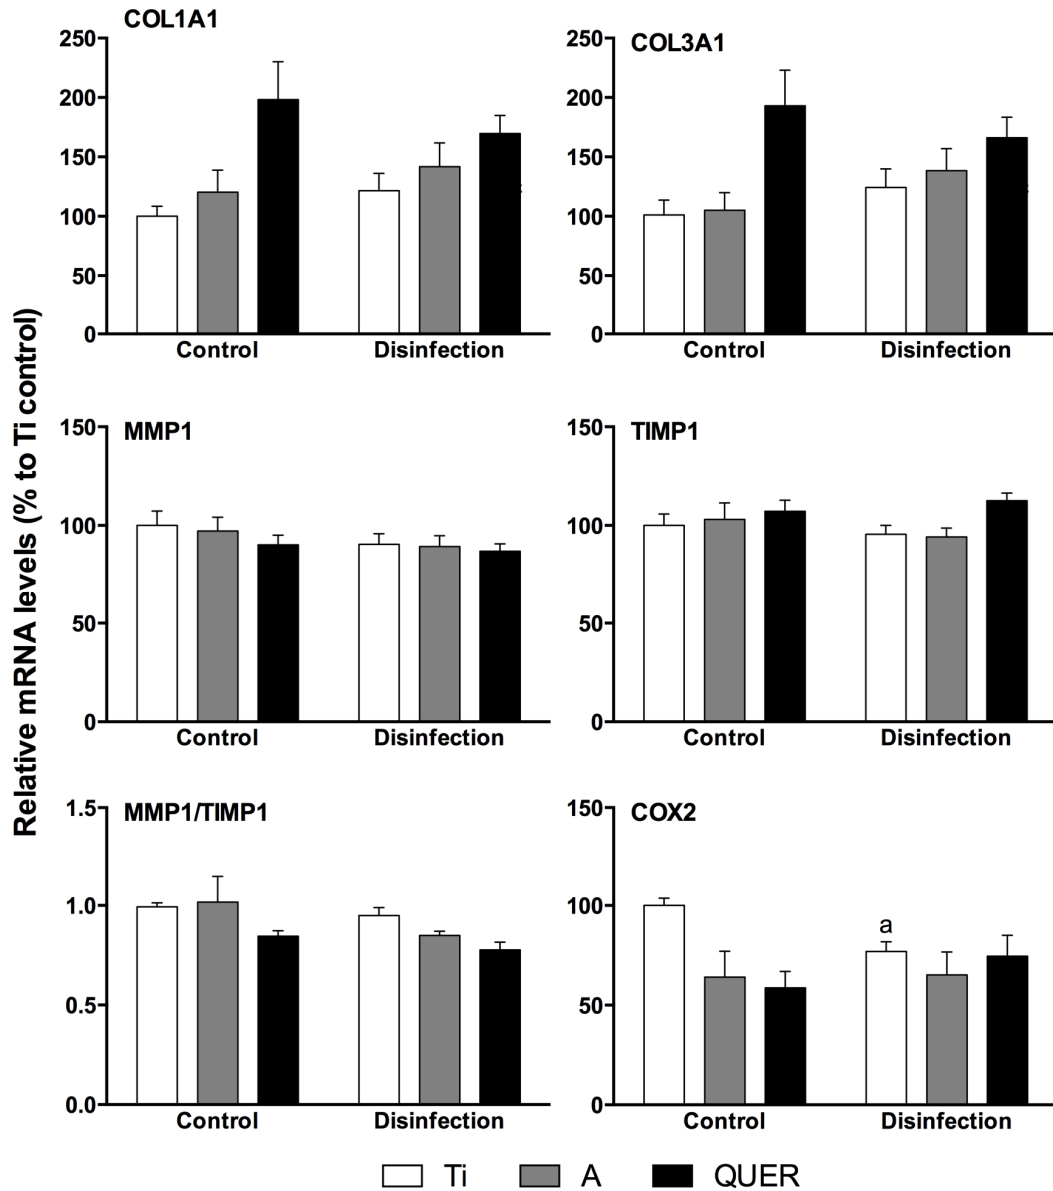 COL1A1
250
200
150
100
50
0
Control Disinfection
COL3A1
250
200
150
100
50
0
Control Disinfection
Relative mRNA levels (% to Ti control)
MMP1
150
100
50
0
Control Disinfection
TIMP1
150
100
50
0
Control Disinfection
MMP1/TIMP1
1.5
1.0
0.5
0.0
Control Disinfection
COX2
150
100
50
0
a
Control Disinfection
Ti A QUER